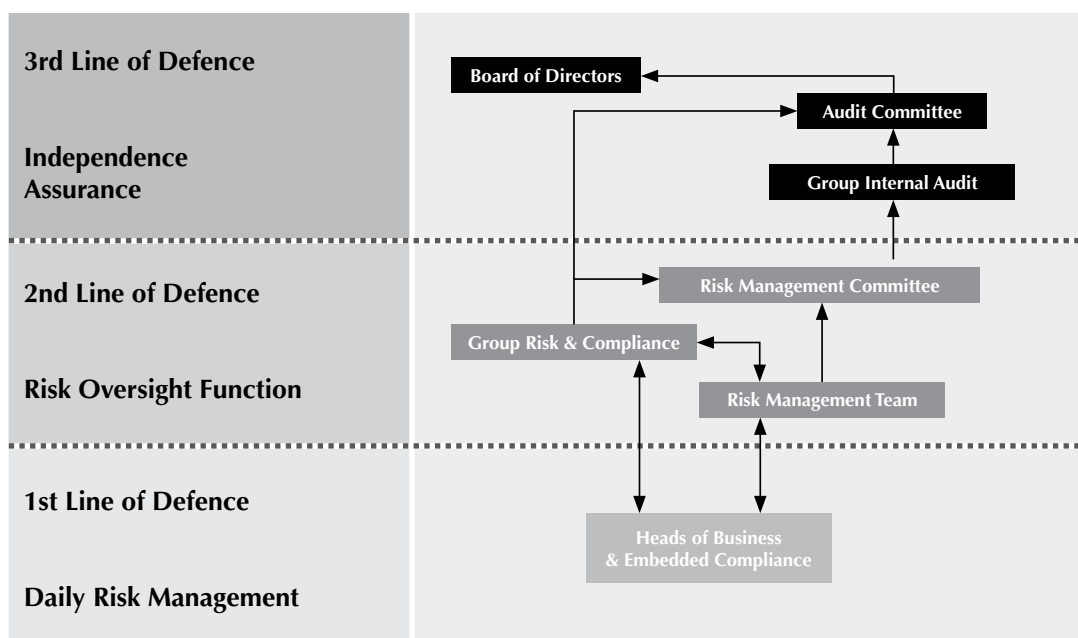 3rd Line of Defence
Independence
Assurance
Board of Directors
Audit Committee
Group Internal Audit
2nd Line of Defence
Risk Oversight Function
Risk Management Committee
Group Risk & Compliance
Risk Management Team
1st Line of Defence
Daily Risk Management
Heads of Business
& Embedded Compliance